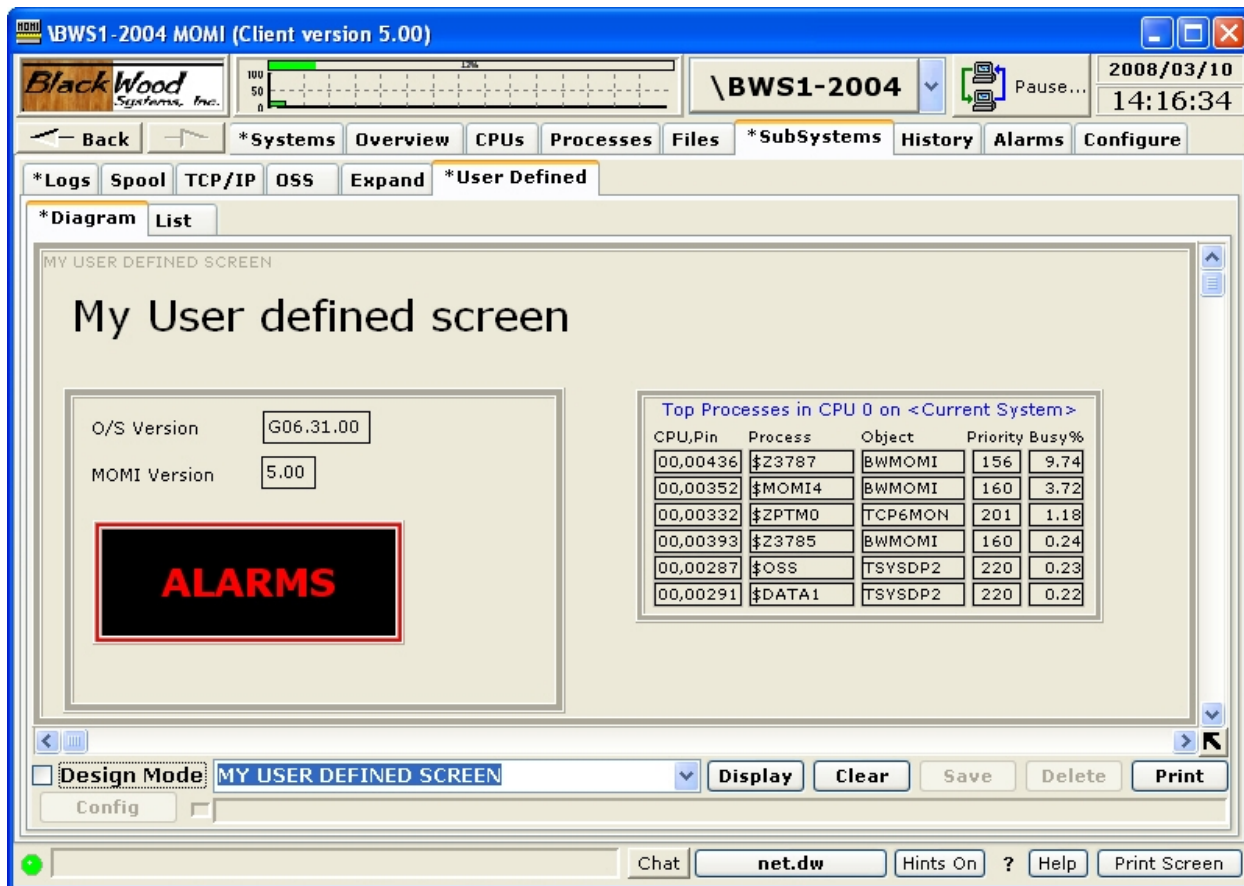 MOMI \BWS1-2004 MOMI (Client version 5.00)
BlackWood
Systems, Inc.
12%
100
50
0
\BWS1-2004
Pause...
2008/03/10
14:16:34
Back *Systems Overview CPUs Processes Files *SubSystems History Alarms Configure
*Logs Spool TCP/IP OSS Expand *User Defined
*Diagram List
MY USER DEFINED SCREEN
My User defined screen
O/S Version G06.31.00
MOMI Version 5.00
ALARMS
Top Processes in CPU 0 on <Current System>
CPU,Pin Process Object Priority Busy%
00,00436 $Z3787 BWMOMI 156 9.74
00,00352 $MOMI4 BWMOMI 160 3.72
00,00332 $ZPTM0 TCP6MON 201 1.18
00,00393 $Z3785 BWMOMI 160 0.24
00,00287 $OSS TSYSDP2 220 0.23
00,00291 $DATA1 TSYSDP2 220 0.22
Design Mode MY USER DEFINED SCREEN Display Clear Save Delete Print
Config
Chat net.dw Hints On ? Help Print Screen